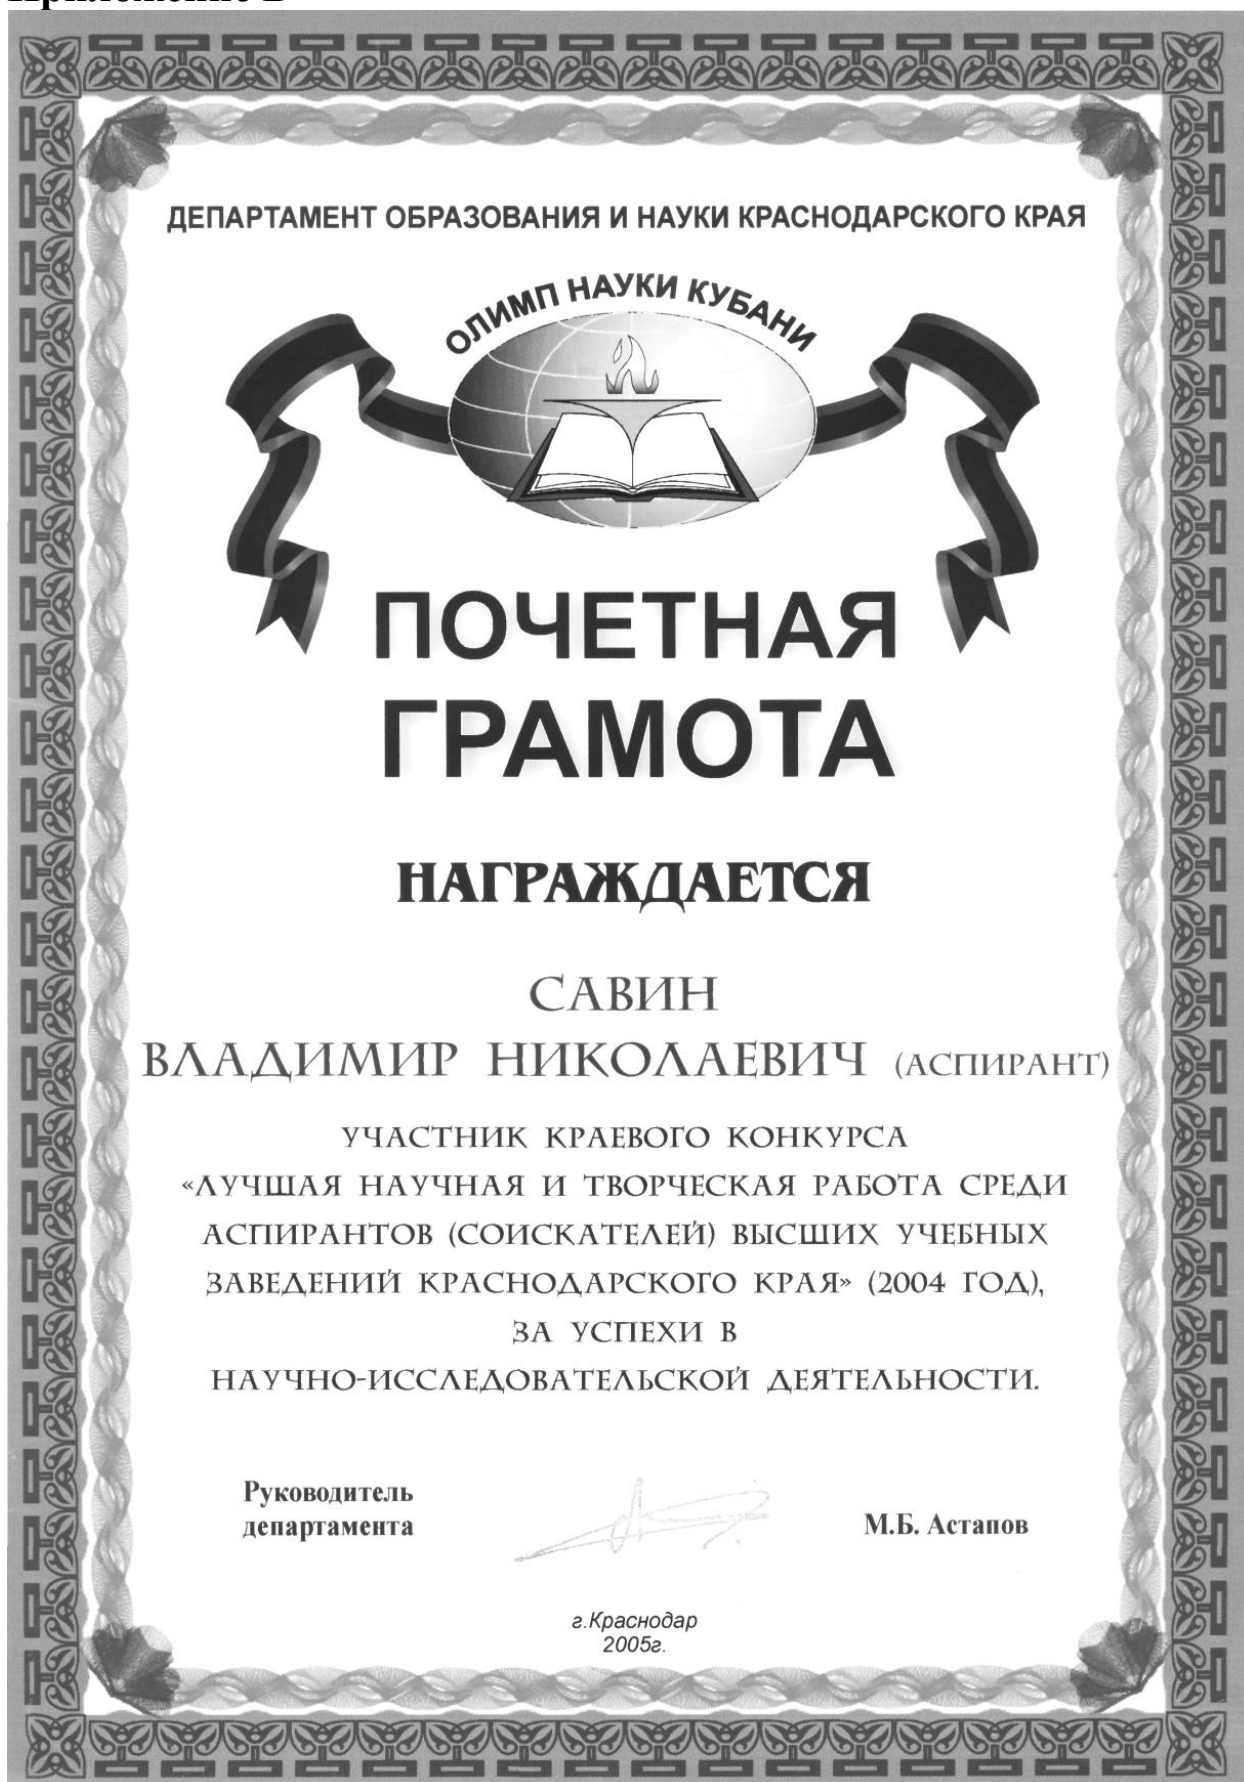 ДЕПАРТАМЕНТ ОБРАЗОВАНИЯ И НАУКИ КРАСНОДАРСКОГО КРАЯ
ОЛИМП НАУКИ КУБАНИ
ПОЧЕТНАЯ
ГРАМОТА
НАГРАЖДАЕТСЯ
САВИН
ВЛАДИМИР НИКОЛАЕВИЧ (АСПИРАНТ)
УЧАСТНИК КРАЕВОГО КОНКУРСА
«ЛУЧШАЯ НАУЧНАЯ И ТВОРЧЕСКАЯ РАБОТА СРЕДИ
АСПИРАНТОВ (СОИСКАТЕЛЕЙ) ВЫСШИХ УЧЕБНЫХ
ЗАВЕДЕНИЙ КРАСНОДАРСКОГО КРАЯ» (2004 ГОД),
ЗА УСПЕХИ В
НАУЧНО-ИССЛЕДОВАТЕЛЬСКОЙ ДЕЯТЕЛЬНОСТИ.
Руководитель
департамента
М.Б. Астапов
г.Краснодар
2005г.